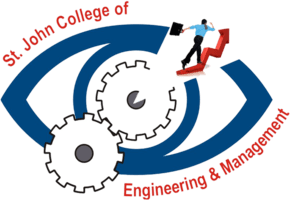 St. John College of
Engineering & Management